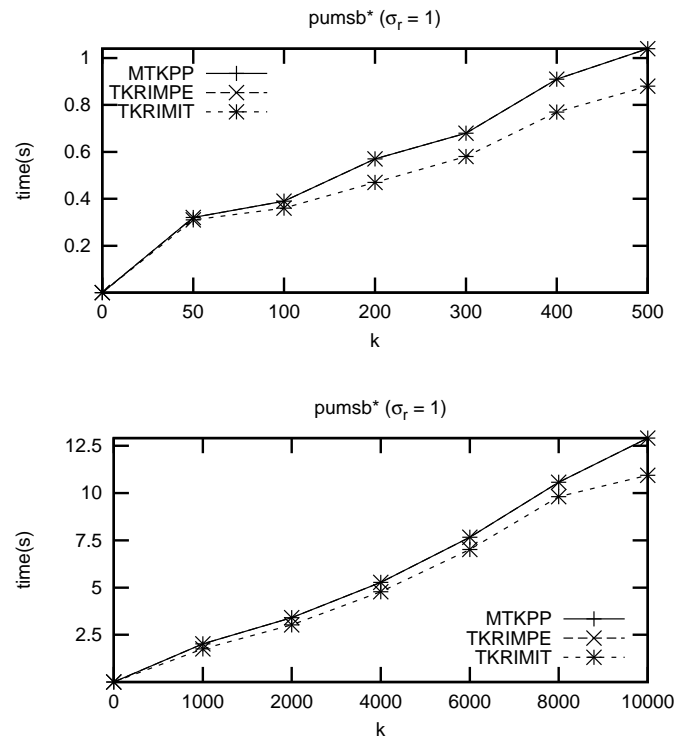 pumsb* (σr = 1)
1
0.8
0.6
0.4
0.2
time(s)
MTKPP
TKRIMPE
TKRIMIT
0 50 100 200 300 400 500
k
pumsb* (σr = 1)
12.5
10
7.5
5
2.5
time(s)
MTKPP
TKRIMPE
TKRIMIT
0 1000 2000 4000 6000 8000 10000
k